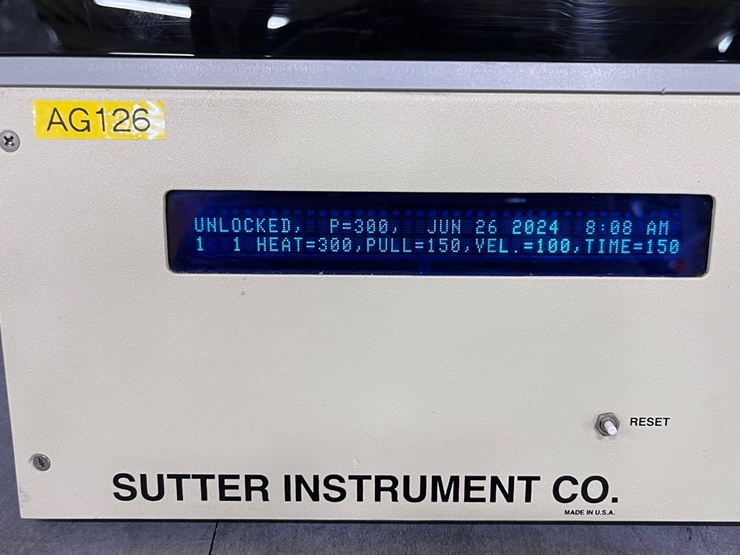 AG126
UNLOCKED, P=300, JUN 26 2024 8:08 AM
1 1 HEAT=300,PULL=150,VEL.=100,TIME=150
RESET
SUTTER INSTRUMENT CO.
MADE IN U.S.A.